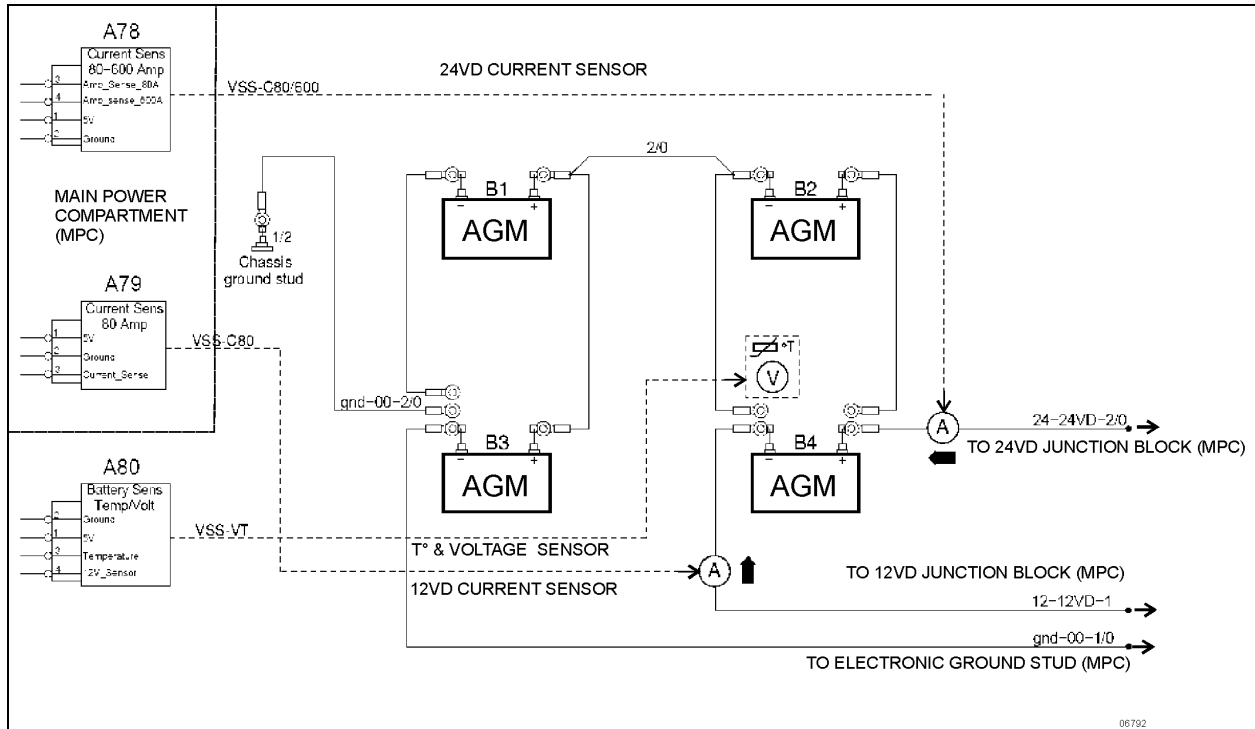 A78
Current Sens
80-600 Amp
3 Amp_Sense_80A
4 Amp_sense_600A
1 5V
2 Ground
VSS-C80/600
24VD CURRENT SENSOR
MAIN POWER
COMPARTMENT
(MPC)
1/2
Chassis
ground stud
2/0
B1
- +
AGM
B2
- +
AGM
A79
Current Sens
80 Amp
1 5V
2 Ground
3 Current_Sense
VSS-C80
gnd-00-2/0
°T
V
B3
- +
AGM
B4
- +
AGM
A
24-24VD-2/0
TO 24VD JUNCTION BLOCK (MPC)
A80
Battery Sens
Temp/Volt
2 Ground
1 5V
3 Temperature
4 12V_Sensor
VSS-VT
T° & VOLTAGE SENSOR
12VD CURRENT SENSOR
A
TO 12VD JUNCTION BLOCK (MPC)
12-12VD-1
gnd-00-1/0
TO ELECTRONIC GROUND STUD (MPC)
06792